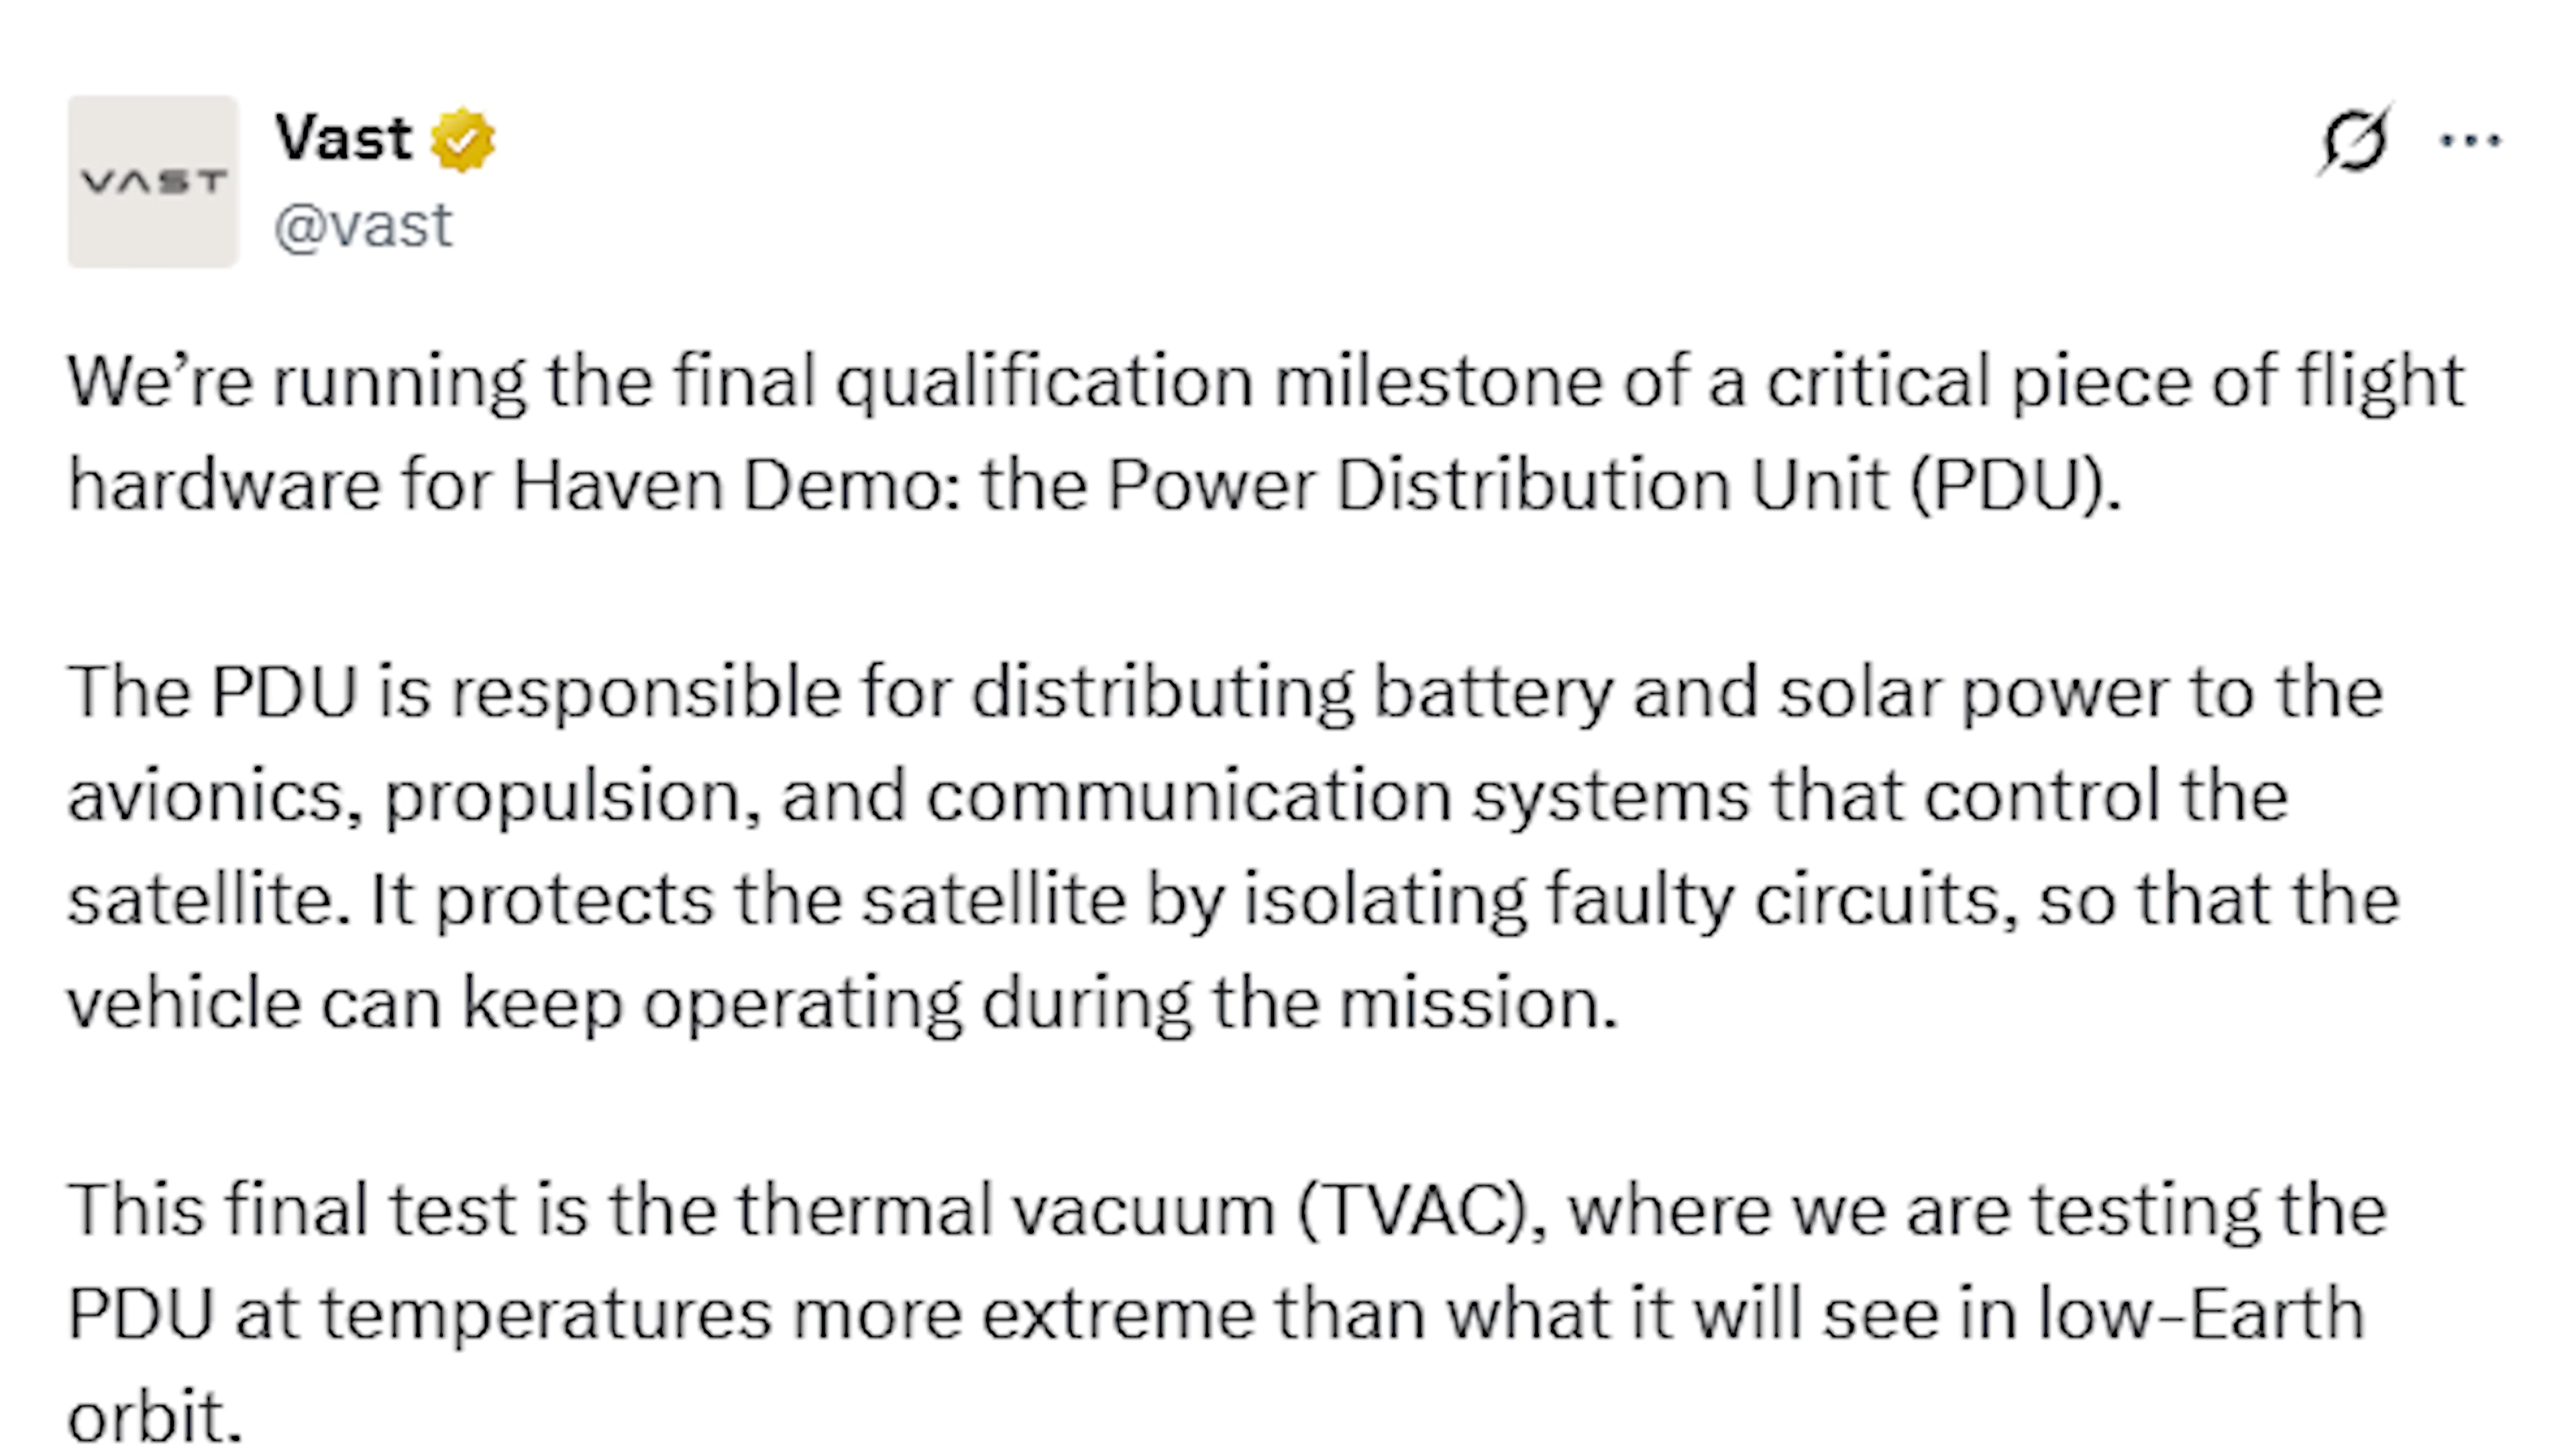 VAST
Vast
@vast
We’re running the final qualification milestone of a critical piece of flight
hardware for Haven Demo: the Power Distribution Unit (PDU).
The PDU is responsible for distributing battery and solar power to the
avionics, propulsion, and communication systems that control the
satellite. It protects the satellite by isolating faulty circuits, so that the
vehicle can keep operating during the mission.
This final test is the thermal vacuum (TVAC), where we are testing the
PDU at temperatures more extreme than what it will see in low-Earth
orbit.